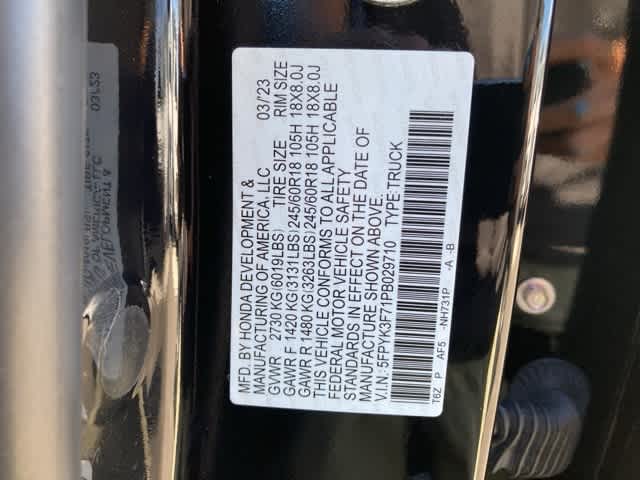 MFD. BY HONDA DEVELOPMENT &
MANUFACTURING OF AMERICA, LLC 03/23
GVWR 2730 KG(6019LBS) TIRE SIZE RIM SIZE
GAWR F 1420 KG(3131LBS)245/60R18 105H 18X8.0J
GAWR R 1480 KG(3263LBS)245/60R18 105H 18X8.0J
THIS VEHICLE CONFORMS TO ALL APPLICABLE
FEDERAL MOTOR VEHICLE SAFETY
STANDARDS IN EFFECT ON THE DATE OF
MANUFACTURE SHOWN ABOVE.
V.I.N: 5FPYK3F71PB029710 TYPE:TRUCK
T6Z P AF5 -NH731P -A -B